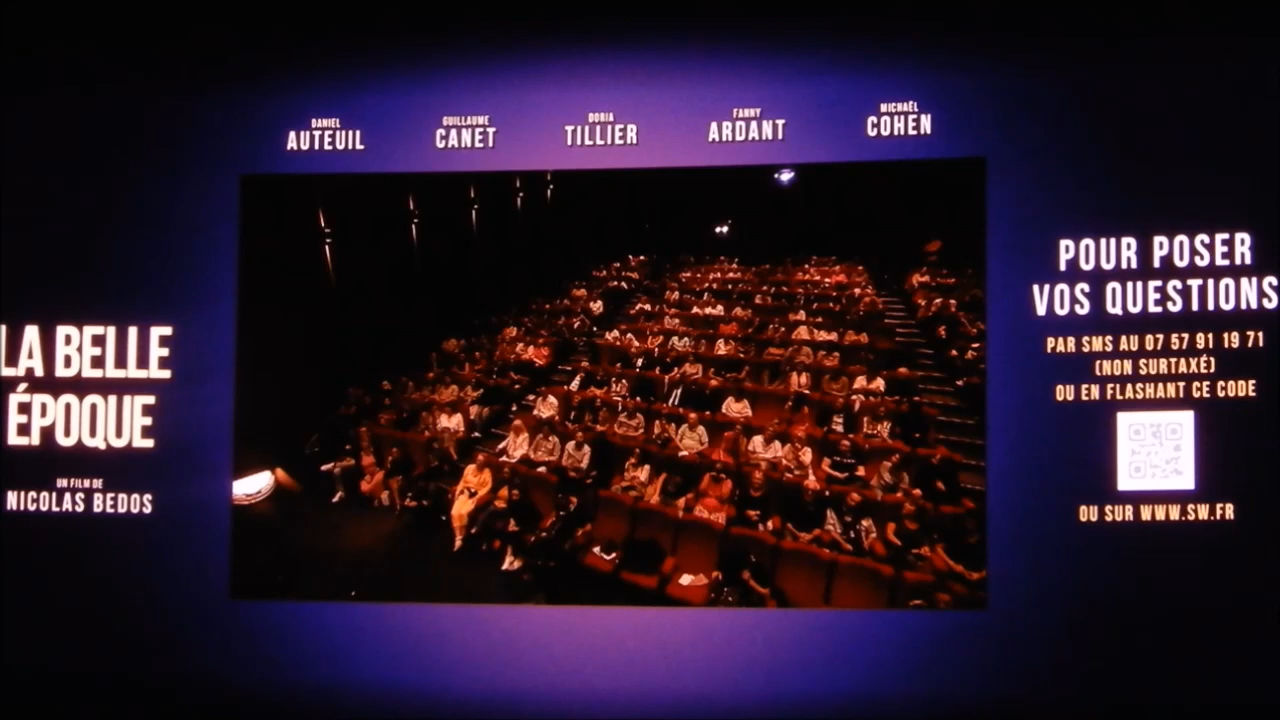 DANIEL
AUTEUIL
GUILLAUME
CANET
DORIA
TILLIER
FANNY
ARDANT
MICHAËL
COHEN
LA BELLE
ÉPOQUE
UN FILM DE
NICOLAS BEDOS
POUR POSER
VOS QUESTIONS
PAR SMS AU 07 57 91 19 71
(NON SURTAXÉ)
OU EN FLASHANT CE CODE
OU SUR WWW.SW.FR